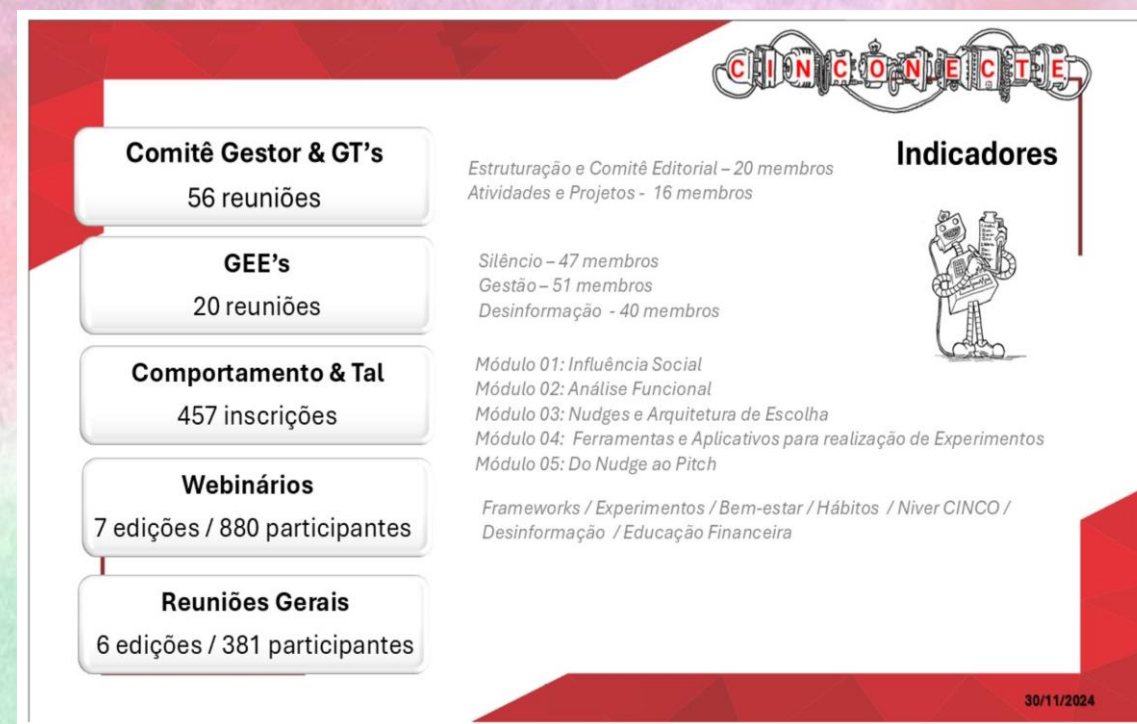 CINCONECTE
Indicadores
Comitê Gestor & GT's
56 reuniões
Estruturação e Comitê Editorial – 20 membros
Atividades e Projetos - 16 membros
GEE's
20 reuniões
Silêncio – 47 membros
Gestão – 51 membros
Desinformação - 40 membros
Comportamento & Tal
457 inscrições
Módulo 01: Influência Social
Módulo 02: Análise Funcional
Módulo 03: Nudges e Arquitetura de Escolha
Módulo 04: Ferramentas e Aplicativos para realização de Experimentos
Módulo 05: Do Nudge ao Pitch
Webinários
7 edições / 880 participantes
Frameworks / Experimentos / Bem-estar / Hábitos / Niver CINCO /
Desinformação / Educação Financeira
Reuniões Gerais
6 edições / 381 participantes
30/11/2024